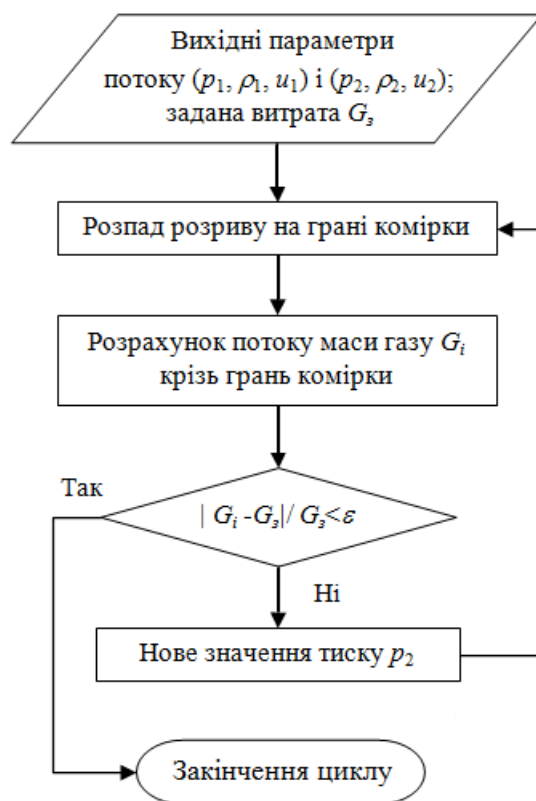 Вихідні параметри
потоку (p₁, ρ₁, u₁) і (p₂, ρ₂, u₂);
задана витрата Gз
Розпад розриву на грані комірки
Розрахунок потоку маси газу Gᵢ
крізь грань комірки
Так
| Gᵢ -Gз|/ Gз<ε
Ні
Нове значення тиску p₂
Закінчення циклу